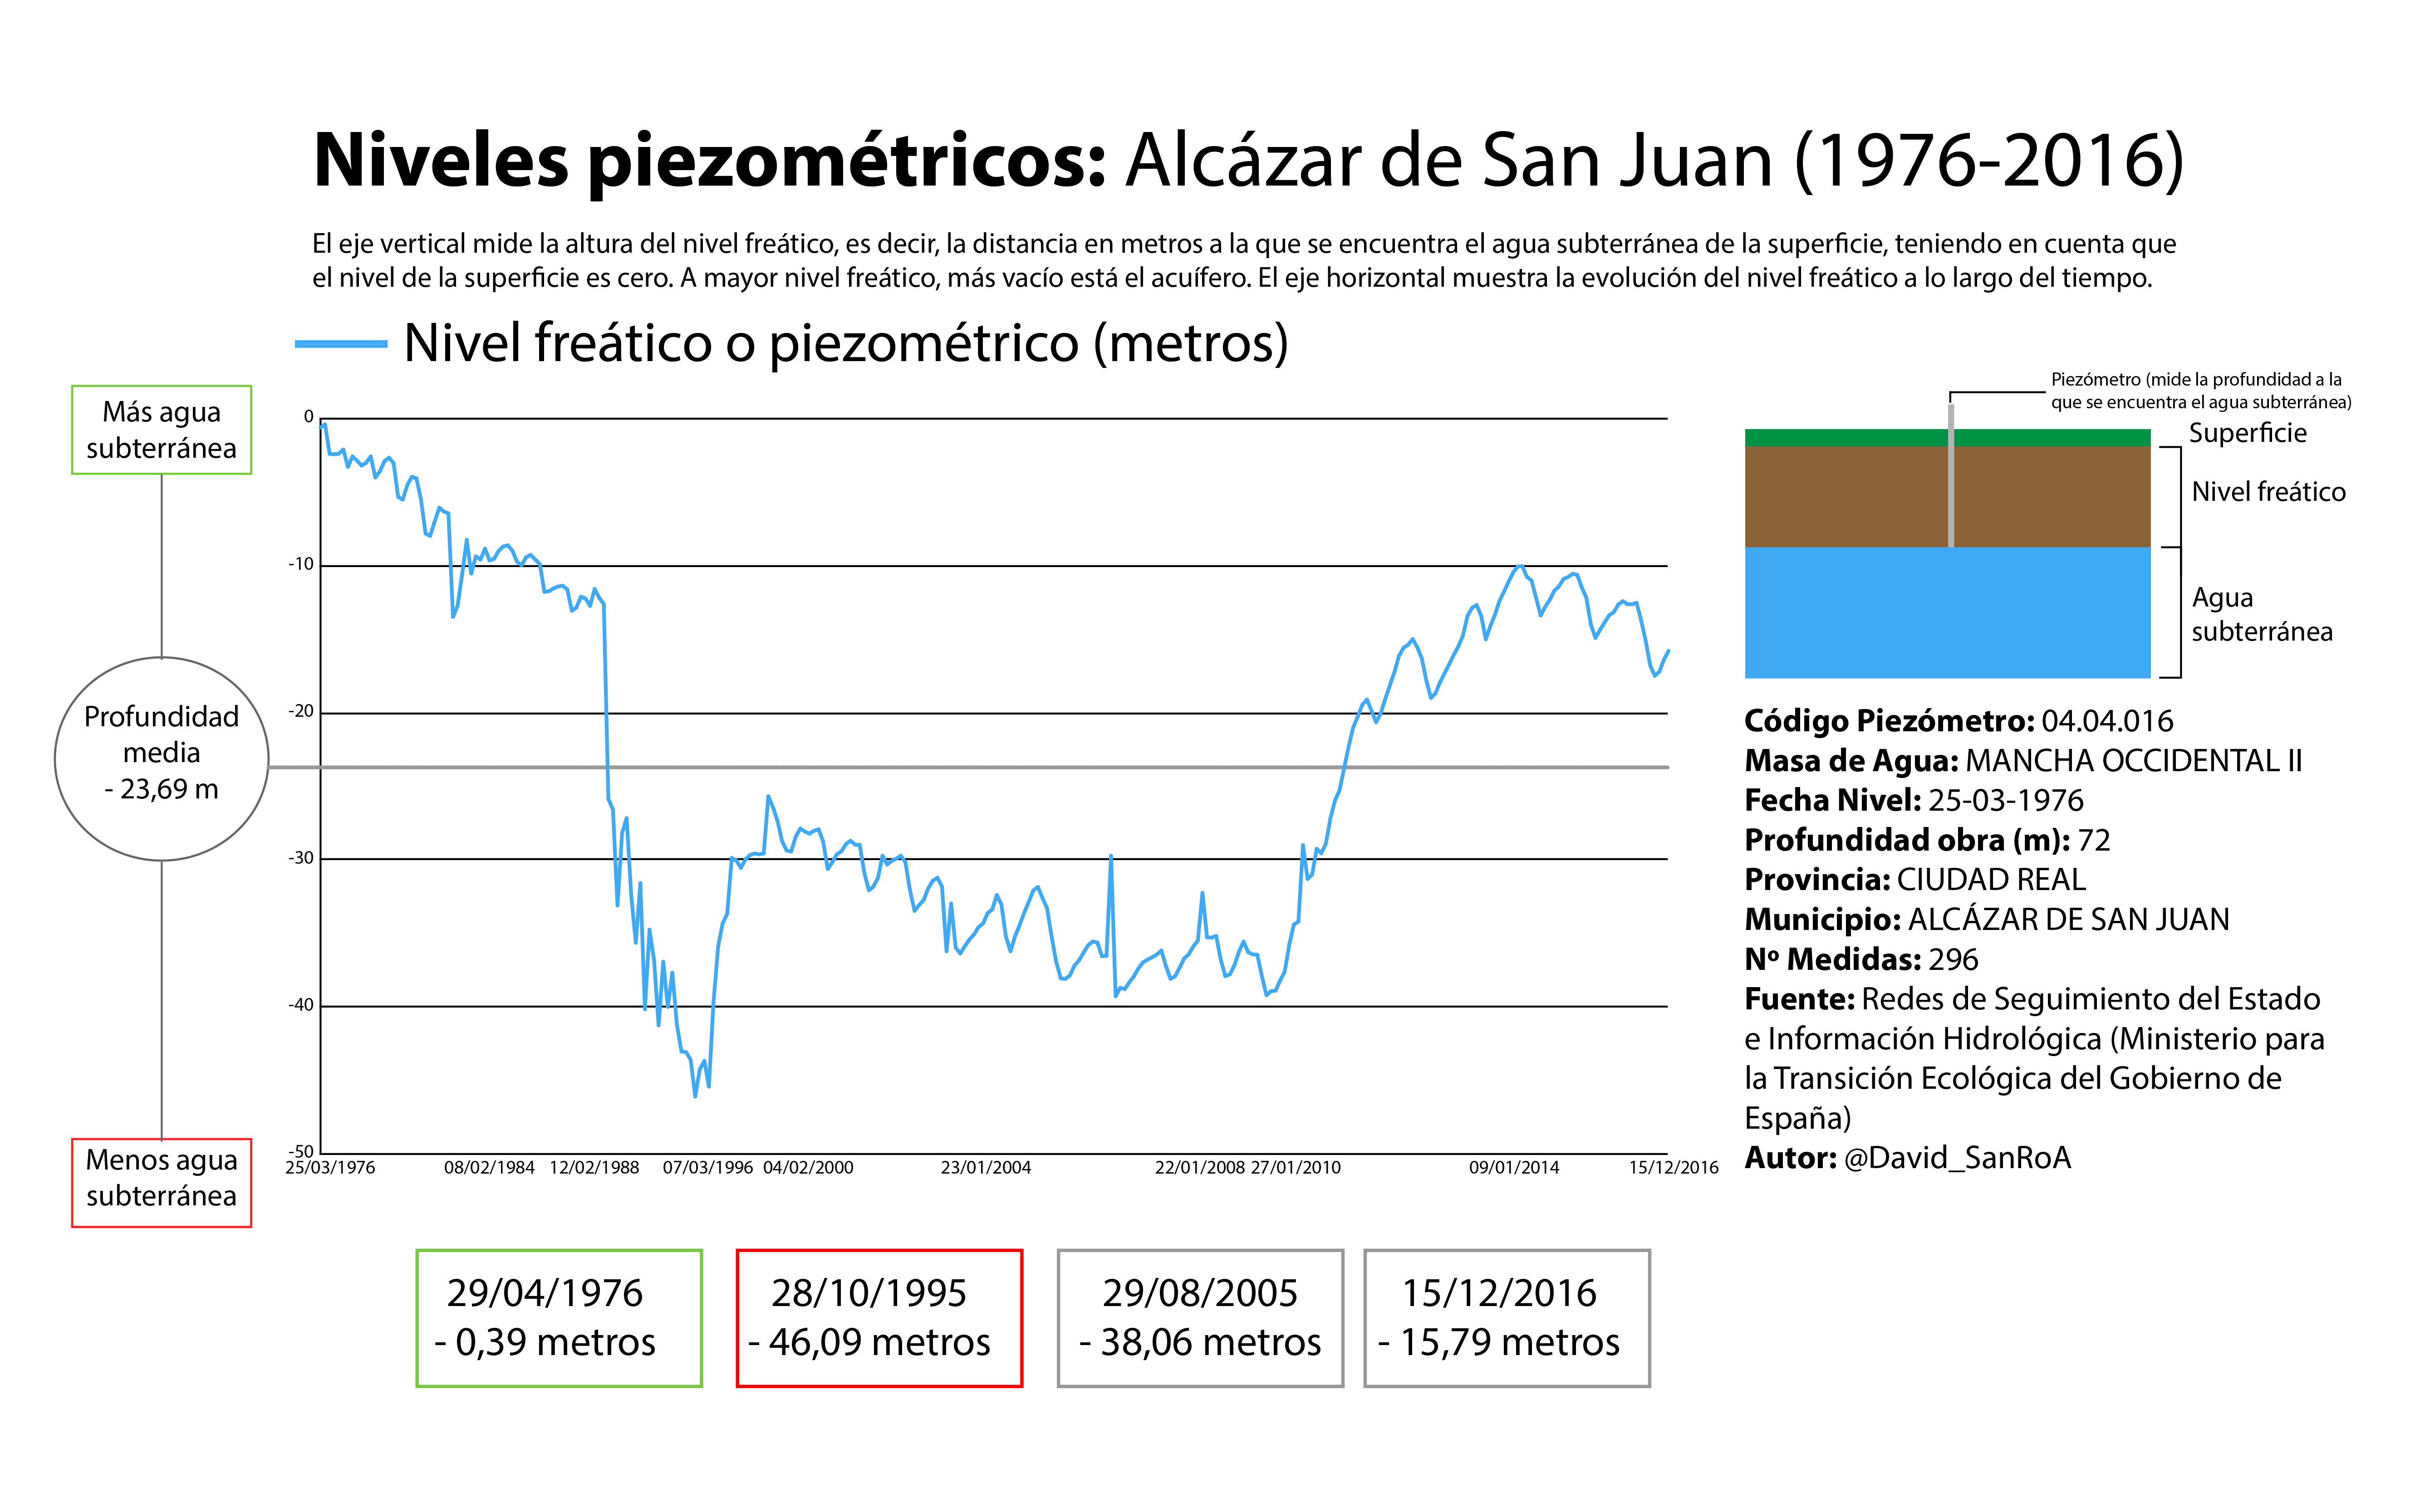 Niveles piezométricos: Alcázar de San Juan (1976-2016)
El eje vertical mide la altura del nivel freático, es decir, la distancia en metros a la que se encuentra el agua subterránea de la superficie, teniendo en cuenta que
el nivel de la superficie es cero. A mayor nivel freático, más vacío está el acuífero. El eje horizontal muestra la evolución del nivel freático a lo largo del tiempo.
Nivel freático o piezométrico (metros)
Más agua
subterránea
Profundidad
media
- 23,69 m
Menos agua
subterránea
0
-10
-20
-30
-40
-50
25/03/1976
08/02/1984
12/02/1988
07/03/1996
04/02/2000
23/01/2004
22/01/2008
27/01/2010
09/01/2014
15/12/2016
Piezómetro (mide la profundidad a la
que se encuentra el agua subterránea)
Superficie
Nivel freático
Agua
subterránea
Código Piezómetro: 04.04.016
Masa de Agua: MANCHA OCCIDENTAL II
Fecha Nivel: 25-03-1976
Profundidad obra (m): 72
Provincia: CIUDAD REAL
Municipio: ALCÁZAR DE SAN JUAN
Nº Medidas: 296
Fuente: Redes de Seguimiento del Estado
e Información Hidrológica (Ministerio para
la Transición Ecológica del Gobierno de
España)
Autor: @David_SanRoA
29/04/1976
- 0,39 metros
28/10/1995
- 46,09 metros
29/08/2005
- 38,06 metros
15/12/2016
- 15,79 metros